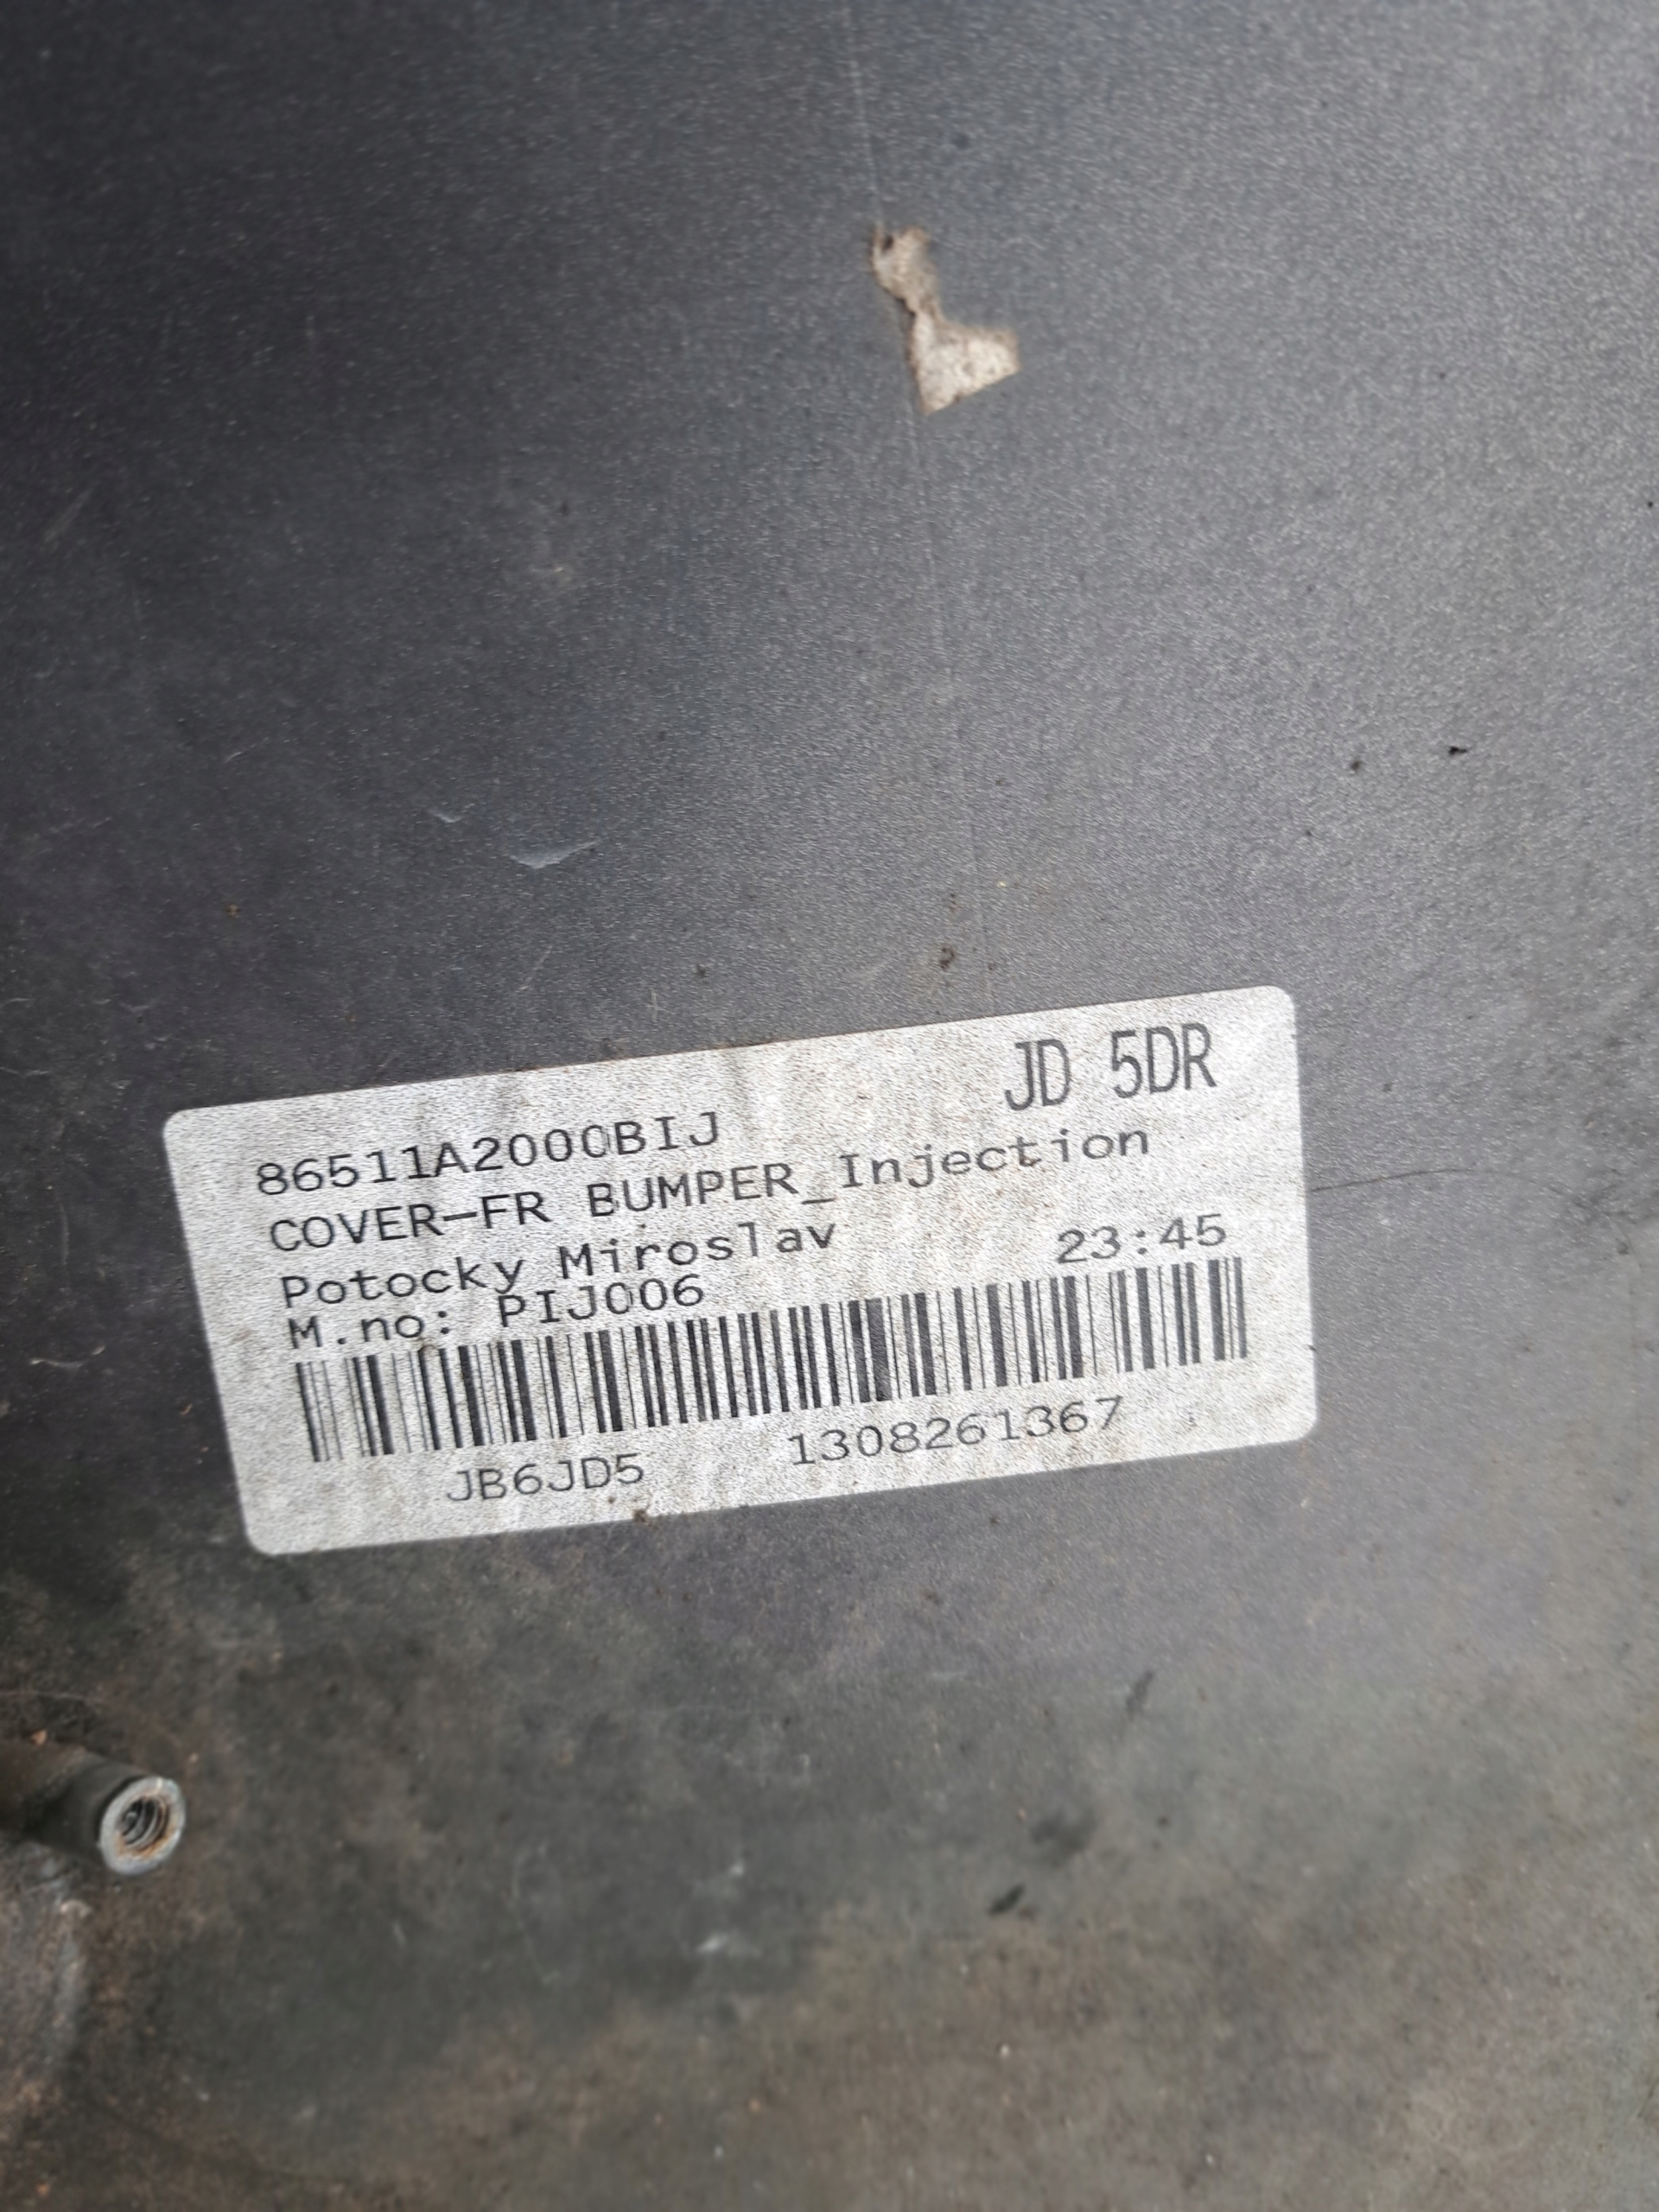 JD 5DR
86511A2000BIJ
COVER-FR BUMPER_Injection
Potocky Miroslav 23:45
M.no: PIJ006
JB6JD5 1308261367